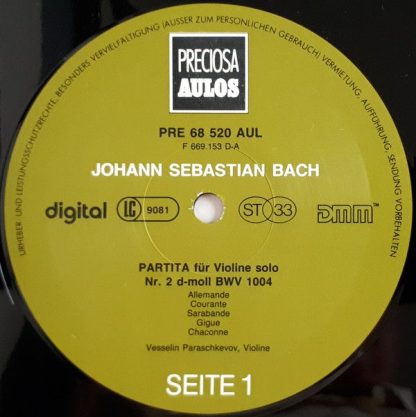 PRECIOSA
AULOS
PRE 68 520 AUL
F 669.153 D-A
JOHANN SEBASTIAN BACH
digital
LC 9081
ST 33
DMM™
PARTITA für Violine solo
Nr. 2 d-moll BWV 1004
Allemande
Courante
Sarabande
Gigue
Chaconne
Vesselin Paraschkevov, Violine
SEITE 1
URHEBER UND LEISTUNGSSCHUTZRECHTE, BESONDERS VERVIELFÄLTIGUNG (AUSSER ZUM PERSÖNLICHEN GEBRAUCH) VERMIETUNG, AUFFÜHRUNG, SENDUNG VORBEHALTEN